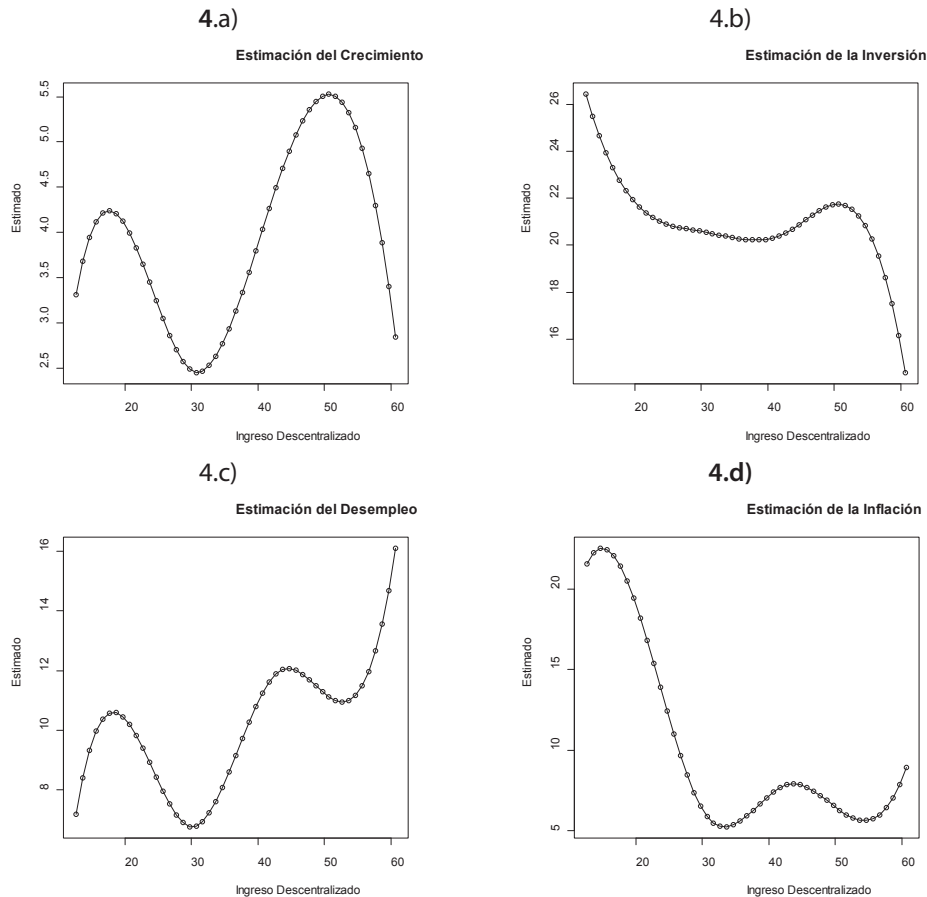 4.a)
Estimación del Crecimiento
Estimado
5.5
5.0
4.5
4.0
3.5
3.0
2.5
20 30 40 50 60
Ingreso Descentralizado
4.b)
Estimación de la Inversión
Estimado
26
24
22
20
18
16
20 30 40 50 60
Ingreso Descentralizado
4.c)
Estimación del Desempleo
Estimado
16
14
12
10
8
20 30 40 50 60
Ingreso Descentralizado
4.d)
Estimación de la Inflación
Estimado
20
15
10
5
20 30 40 50 60
Ingreso Descentralizado